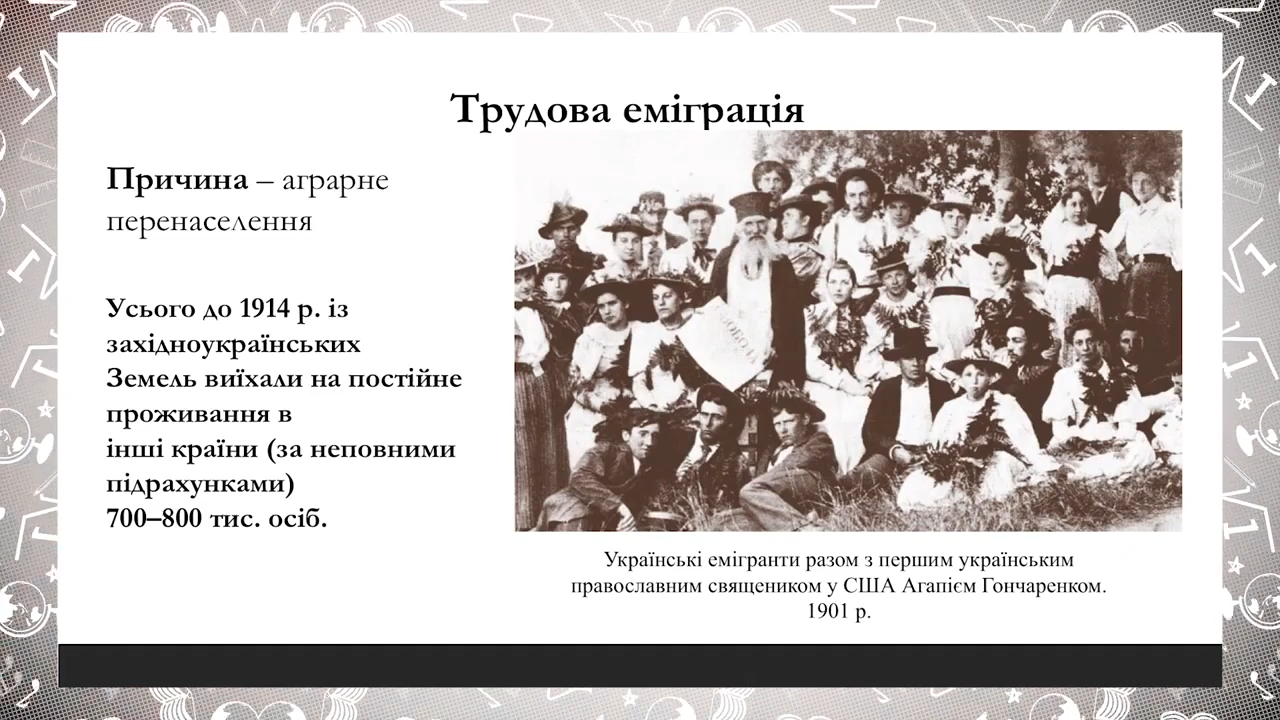 Трудова еміграція
Причина – аграрне
перенаселення
Усього до 1914 р. із
західноукраїнських
Земель виїхали на постійне
проживання в
інші країни (за неповними
підрахунками)
700–800 тис. осіб.
Українські емігранти разом з першим українським
православним священиком у США Агапієм Гончаренком.
1901 р.